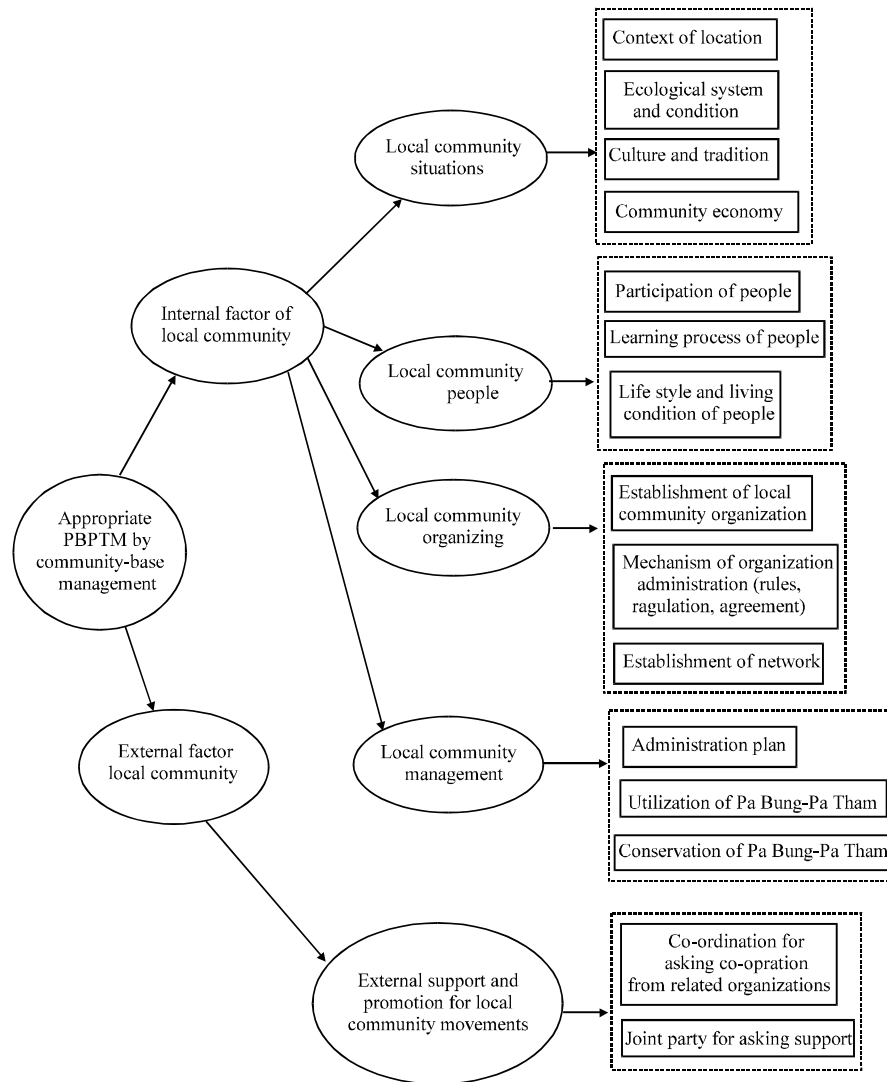 Context of location
Ecological system
and condition
Culture and tradition
Community economy
Local community
situations
Participation of people
Learning process of people
Life style and living
condition of people
Internal factor of
local community
Local community
people
Establishment of local
community organization
Mechanism of organization
administration (rules,
ragulation, agreement)
Establishment of network
Local community
organizing
Appropriate
PBPTM by
community-base
management
External factor
local community
Local community
management
Administration plan
Utilization of Pa Bung-Pa Tham
Conservation of Pa Bung-Pa Tham
External support and
promotion for local
community movements
Co-ordination for
asking co-opration
from related organizations
Joint party for asking support